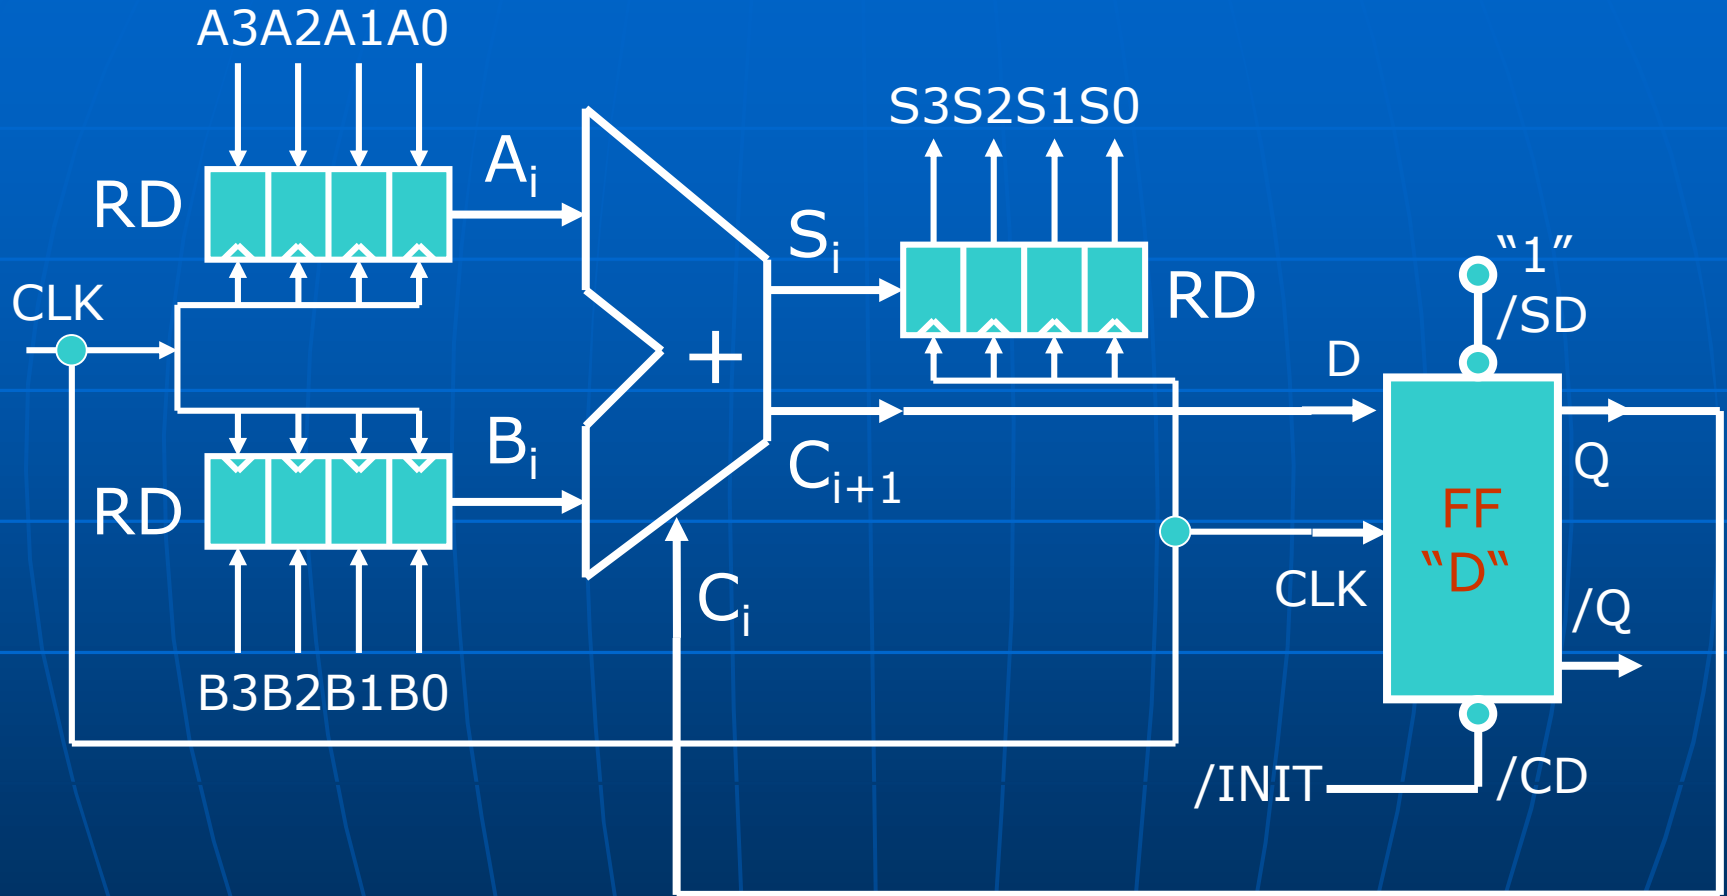 A3A2A1A0
S3S2S1S0
RD
Ai
Si
RD
"1"
/SD
CLK
+
D
Bi
Ci+1
Q
RD
FF
"D"
CLK
Ci
/Q
B3B2B1B0
/INIT
/CD